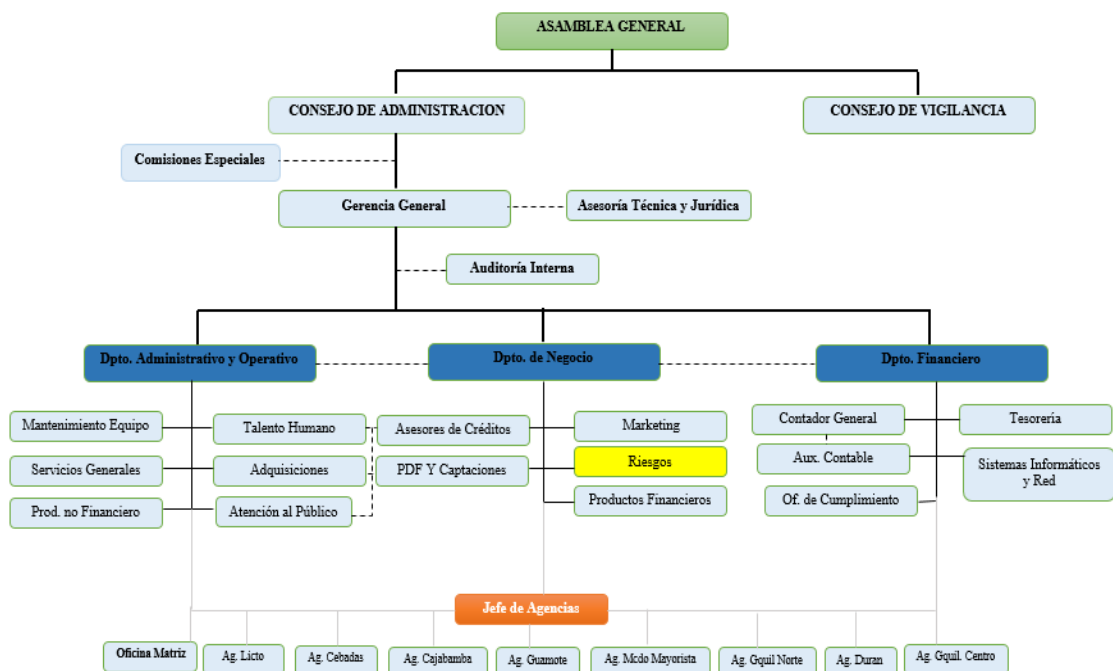 ASAMBLEA GENERAL
CONSEJO DE ADMINISTRACION
CONSEJO DE VIGILANCIA
Comisiones Especiales
Gerencia General
Asesoría Técnica y Jurídica
Auditoría Interna
Dpto. Administrativo y Operativo
Dpto. de Negocio
Dpto. Financiero
Mantenimiento Equipo
Talento Humano
Asesores de Créditos
Marketing
Contador General
Tesorería
Servicios Generales
Adquisiciones
PDF Y Captaciones
Riesgos
Aux. Contable
Sistemas Informáticos
y Red
Prod. no Financiero
Atención al Público
Productos Financieros
Of. de Cumplimiento
Jefe de Agencias
Oficina Matriz
Ag. Licto
Ag. Cebadas
Ag. Cajabamba
Ag. Guamote
Ag. Mcdo Mayorista
Ag. Gquil Norte
Ag. Duran
Ag. Gquil. Centro